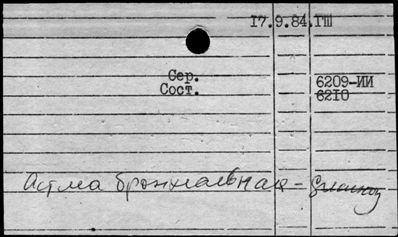 17.9.84.ГШ
Сер. 6209-ИИ
Сост. 6210
Астма бронхиальная -